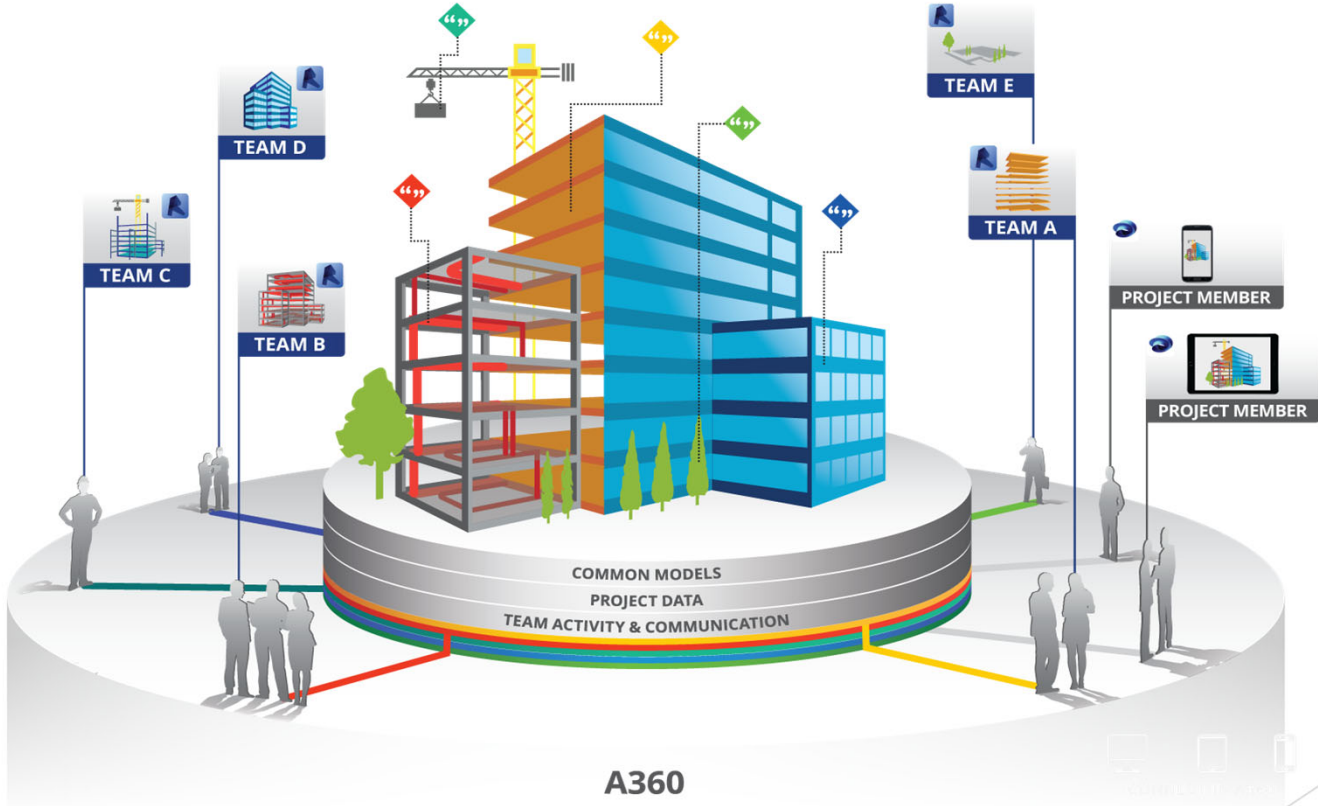 TEAM E
TEAM D
TEAM A
TEAM C
PROJECT MEMBER
TEAM B
PROJECT MEMBER
COMMON MODELS
PROJECT DATA
TEAM ACTIVITY & COMMUNICATION
A360